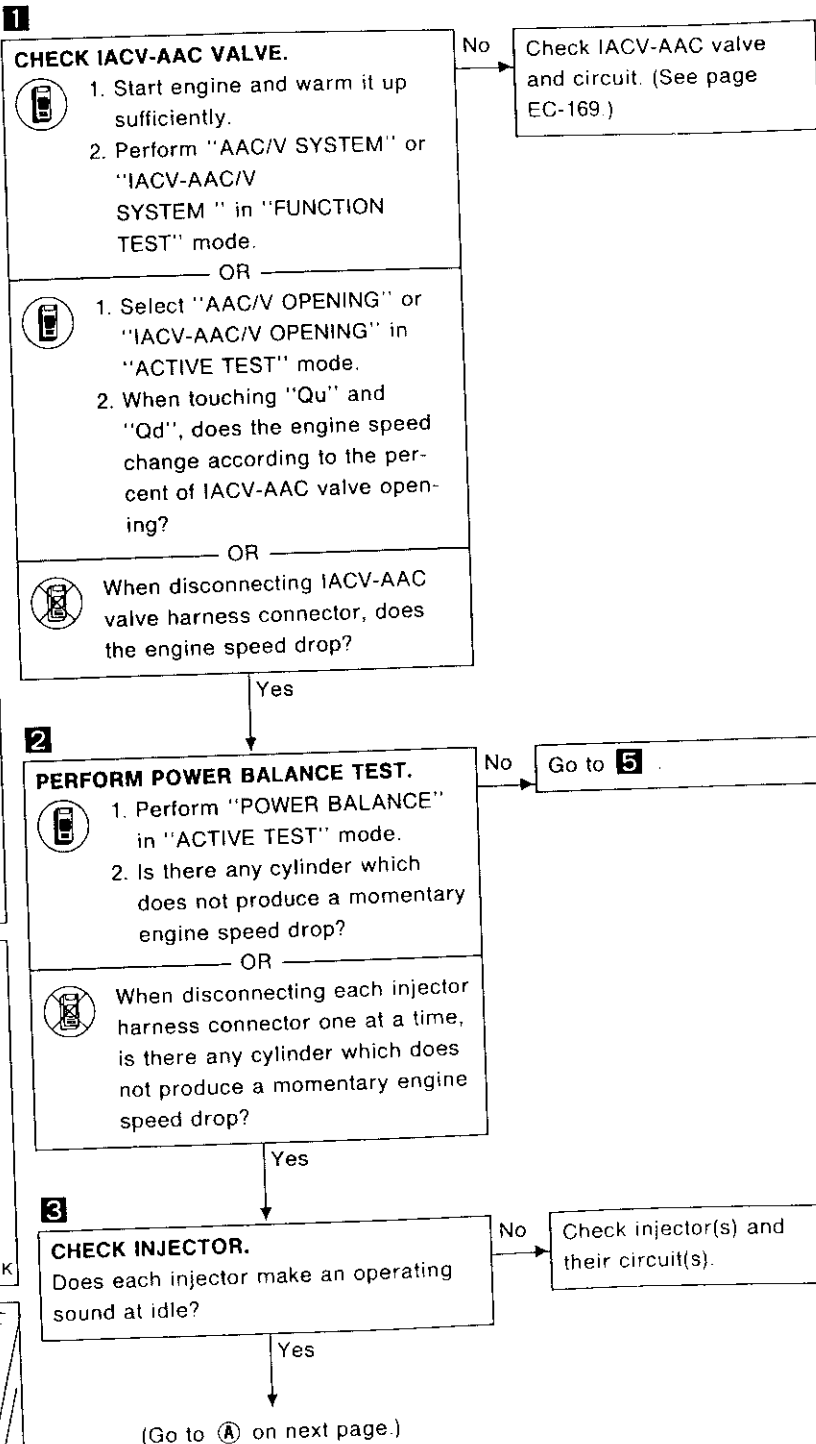 1
CHECK IACV-AAC VALVE.
1. Start engine and warm it up
sufficiently.
2. Perform "AAC/V SYSTEM" or
"IACV-AAC/V
SYSTEM " in "FUNCTION
TEST" mode.
OR
1. Select "AAC/V OPENING" or
"IACV-AAC/V OPENING" in
"ACTIVE TEST" mode.
2. When touching "Qu" and
"Qd", does the engine speed
change according to the per-
cent of IACV-AAC valve open-
ing?
OR
When disconnecting IACV-AAC
valve harness connector, does
the engine speed drop?
No
Check IACV-AAC valve
and circuit. (See page
EC-169.)
Yes
2
PERFORM POWER BALANCE TEST.
1. Perform "POWER BALANCE"
in "ACTIVE TEST" mode.
2. Is there any cylinder which
does not produce a momentary
engine speed drop?
OR
When disconnecting each injector
harness connector one at a time,
is there any cylinder which does
not produce a momentary engine
speed drop?
No
Go to 5 .
Yes
3
CHECK INJECTOR.
Does each injector make an operating
sound at idle?
No
Check injector(s) and
their circuit(s).
K
Yes
(Go to Ⓐ on next page.)